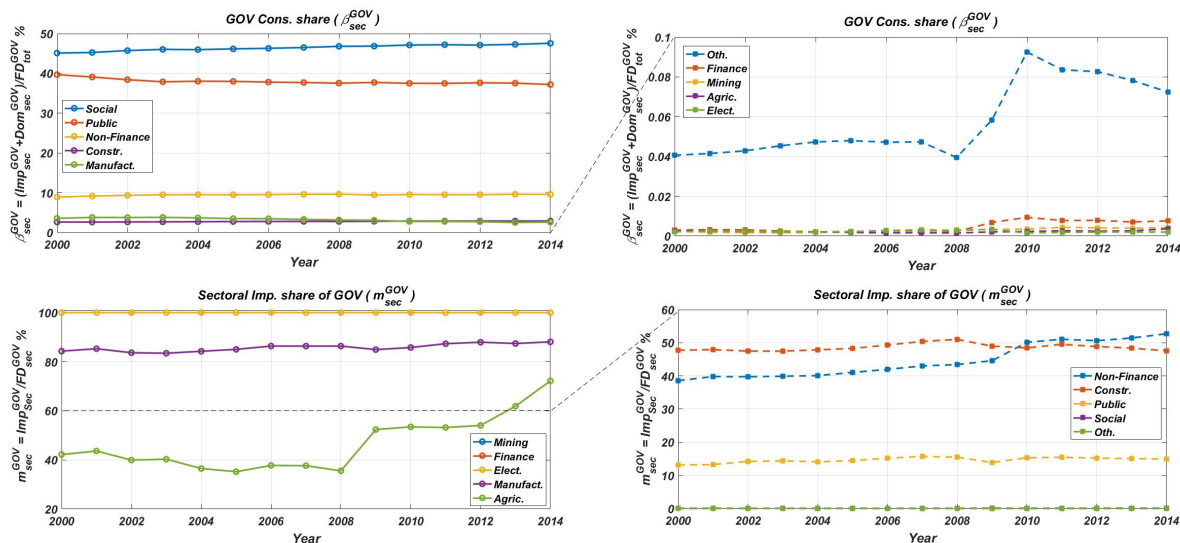 GOV Cons. share ( β_sec^GOV )
β_sec^GOV = (Imp_sec^GOV+Dom_sec^GOV)/FD_tot^GOV %
50
40
30
20
10
0
Social
Public
Non-Finance
Constr.
Manufact.
2000 2002 2004 2006 2008 2010 2012 2014
Year
GOV Cons. share ( β_sec^GOV )
β_sec^GOV = (Imp_sec^GOV+Dom_sec^GOV)/FD_tot^GOV %
0.1
0.08
0.06
0.04
0.02
0
Oth.
Finance
Mining
Agric.
Elect.
2000 2002 2004 2006 2008 2010 2012 2014
Year
Sectoral Imp. share of GOV ( m_sec^GOV )
m_sec^GOV = Imp_Sec^GOV/FD_sec^GOV %
100
80
60
40
20
Mining
Finance
Elect.
Manufact.
Agric.
2000 2002 2004 2006 2008 2010 2012 2014
Year
Sectoral Imp. share of GOV ( m_sec^GOV )
m_sec^GOV = Imp_Sec^GOV/FD_sec^GOV %
60
50
40
30
20
10
0
Non-Finance
Constr.
Public
Social
Oth.
2000 2002 2004 2006 2008 2010 2012 2014
Year